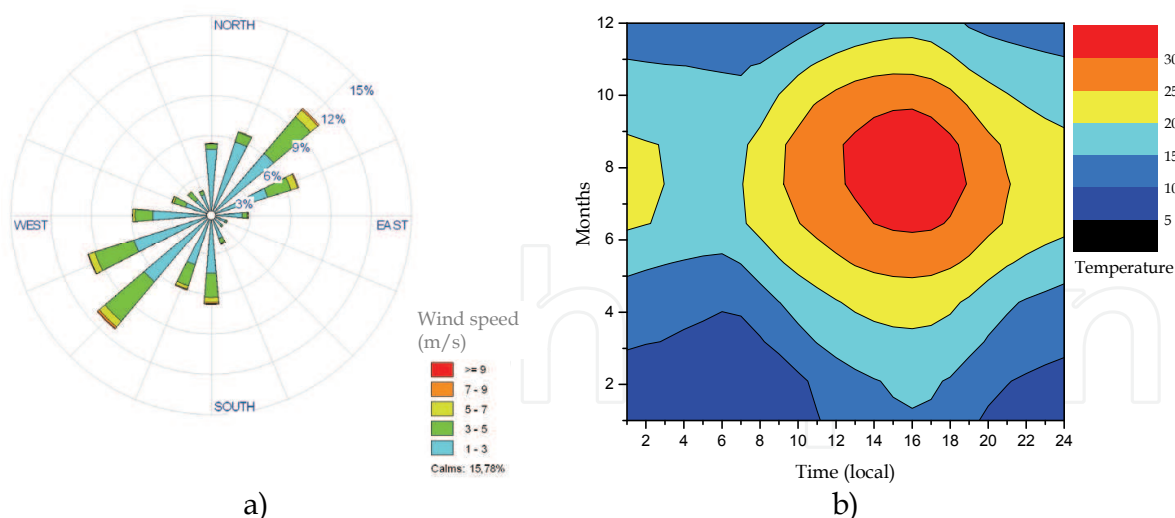 NORTH
15%
12%
9%
6%
3%
WEST
EAST
SOUTH
Wind speed
(m/s)
>= 9
7 - 9
5 - 7
3 - 5
1 - 3
Calms: 15,78%
a)
12
10
8
6
4
2
Months
2 4 6 8 10 12 14 16 18 20 22 24
Time (local)
30
25
20
15
10
5
Temperature
b)